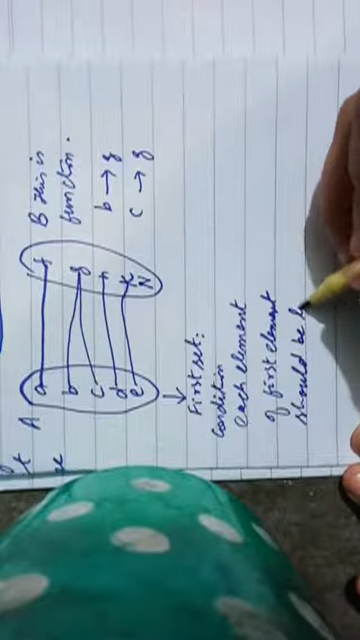 A
B This is
function.
a
f
b
g
c
h
d
k
e
N
b → g
c → g
↓
First set:
Condition
each element
of first element
should be